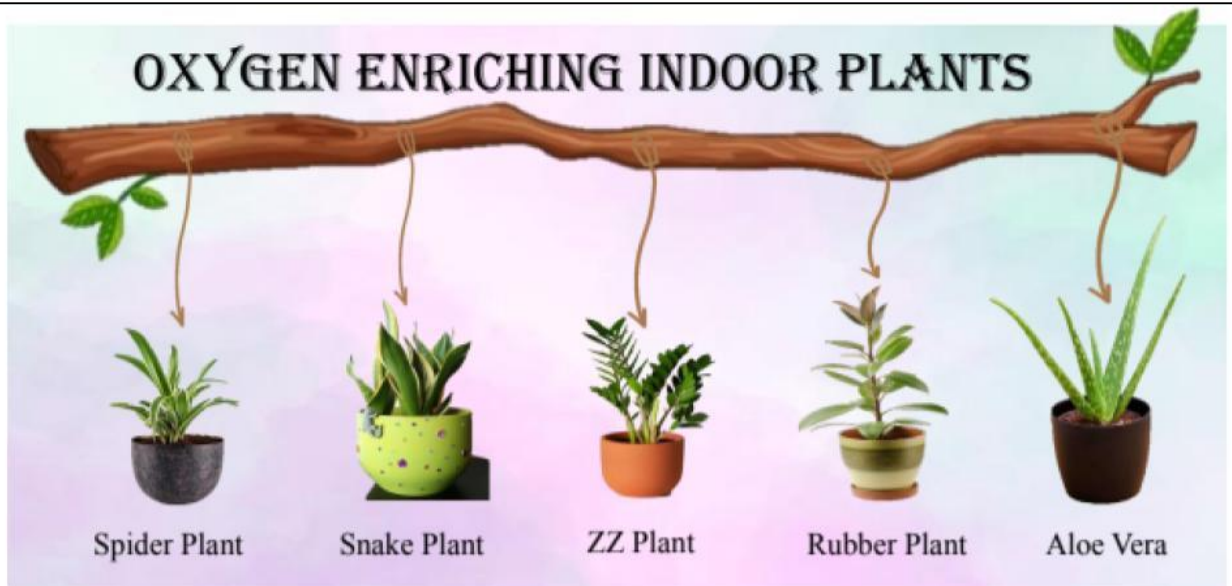 OXYGEN ENRICHING INDOOR PLANTS
Spider Plant
Snake Plant
ZZ Plant
Rubber Plant
Aloe Vera